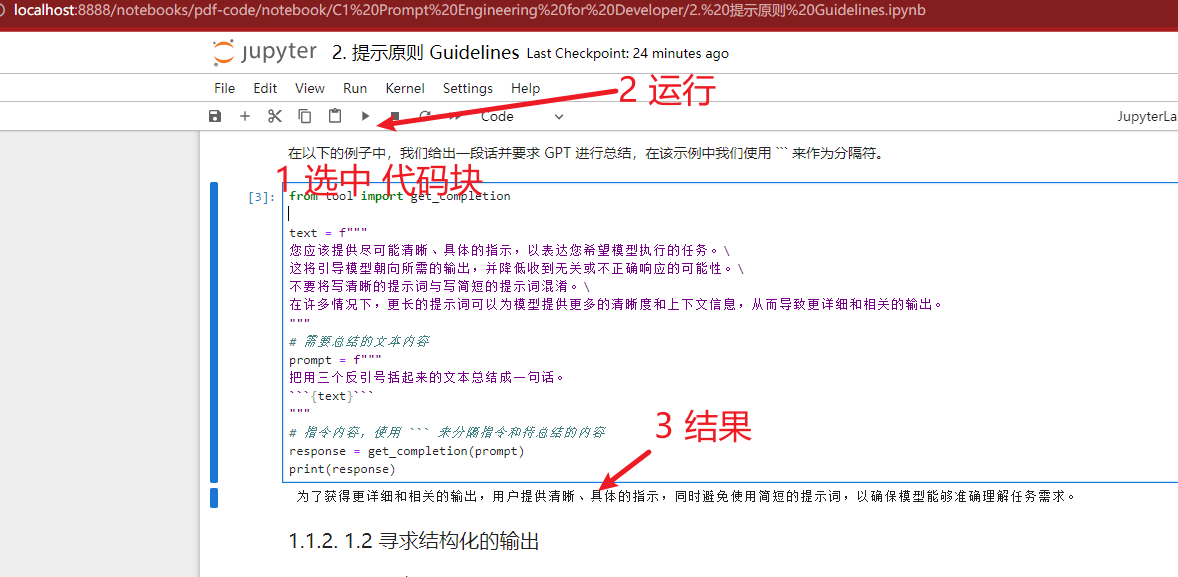 localhost:8888/notebooks/pdf-code/notebook/C1%20Prompt%20Engineering%20for%20Developer/2.%20提示原则%20Guidelines.ipynb
jupyter 2. 提示原则 Guidelines Last Checkpoint: 24 minutes ago
File Edit View Run Kernel Settings Help
2 运行
Code
JupyterLa
在以下的例子中，我们给出一段话并要求 GPT 进行总结，在该示例中我们使用 ``` 来作为分隔符。
1 选中 代码块
[3]: from tool import get_completion
text = f"""
您应该提供尽可能清晰、具体的指示，以表达您希望模型执行的任务。\
这将引导模型朝向所需的输出，并降低收到无关或不正确响应的可能性。\
不要将写清晰的提示词与写简短的提示词混淆。\
在许多情况下，更长的提示词可以为模型提供更多的清晰度和上下文信息，从而导致更详细和相关的输出。
"""
# 需要总结的文本内容
prompt = f"""
把用三个反引号括起来的文本总结成一句话。
```{text}```
"""
# 指令内容，使用 ``` 来分隔指令和待总结的内容
response = get_completion(prompt)
print(response)
3 结果
为了获得更详细和相关的输出，用户提供清晰、具体的指示，同时避免使用简短的提示词，以确保模型能够准确理解任务需求。
1.1.2. 1.2 寻求结构化的输出